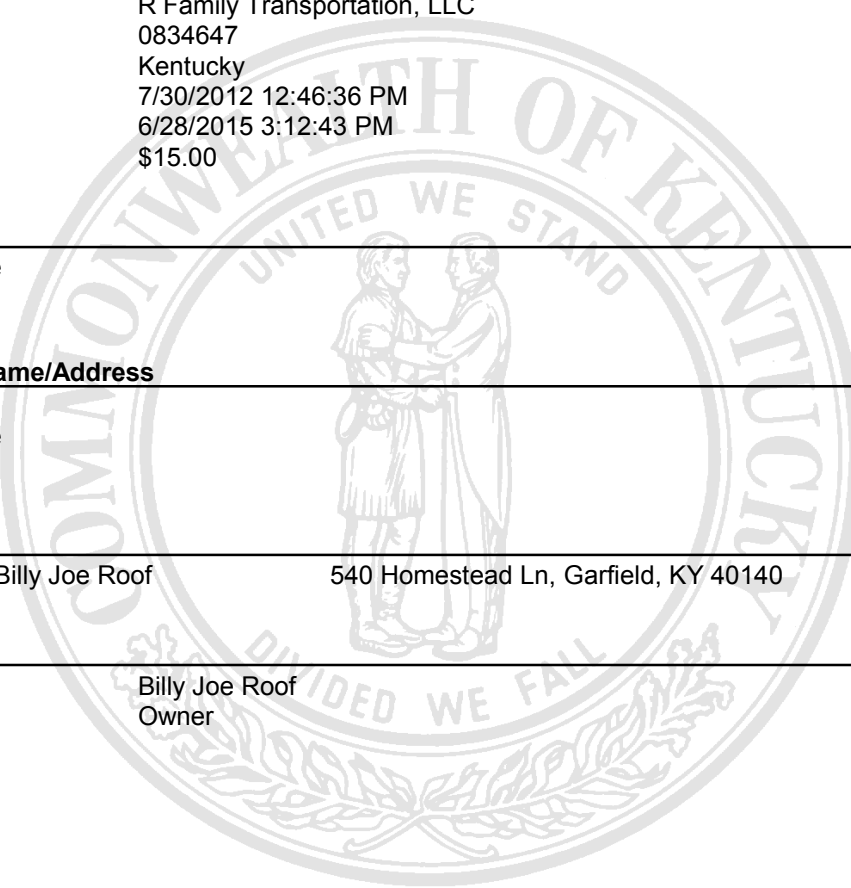 R Family Transportation, LLC
0834647
Kentucky
7/30/2012 12:46:36 PM
6/28/2015 3:12:43 PM
$15.00
COMMONWEALTH OF KENTUCKY
UNITED WE STAND
e
ame/Address
e
Billy Joe Roof 540 Homestead Ln, Garfield, KY 40140
DIVIDED WE FALL
Billy Joe Roof
Owner